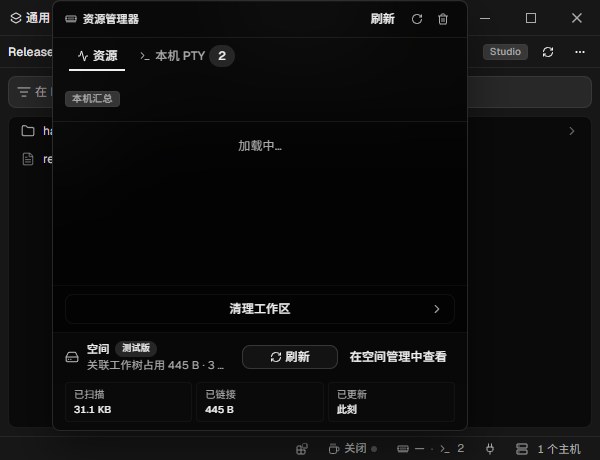 通用
资源管理器
刷新
Release
资源
本机 PTY
2
Studio
在
本机汇总
ha
re
加载中…
清理工作区
空间
测试版
关联工作树占用 445 B · 3 …
刷新
在空间管理中查看
已扫描
31.1 KB
已链接
445 B
已更新
此刻
关闭
— ·
2
1 个主机